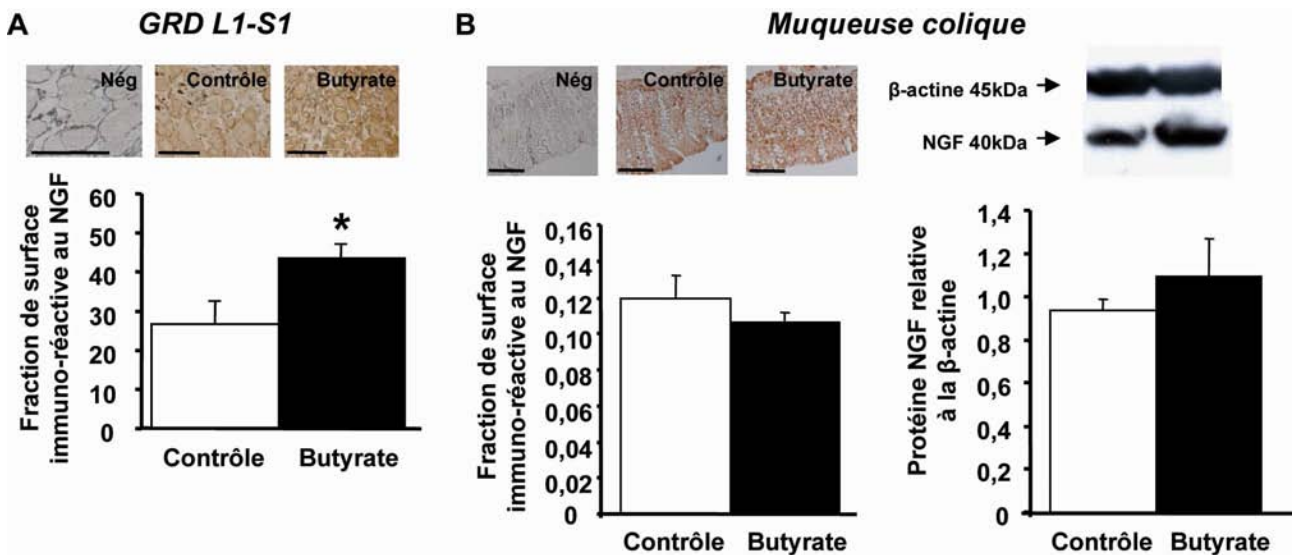 A
GRD L1-S1
Nég
Contrôle
Butyrate
Fraction de surface
immuno-réactive au NGF
60
50
40
30
20
10
0
Contrôle
Butyrate
B
Muqueuse colique
Nég
Contrôle
Butyrate
β-actine 45kDa
NGF 40kDa
Fraction de surface
immuno-réactive au NGF
0,16
0,14
0,12
0,10
0,08
0,06
0,04
0,02
0
Contrôle
Butyrate
Protéine NGF relative
à la β-actine
1,4
1,2
1,0
0,8
0,6
0,4
0,2
0
Contrôle
Butyrate
*